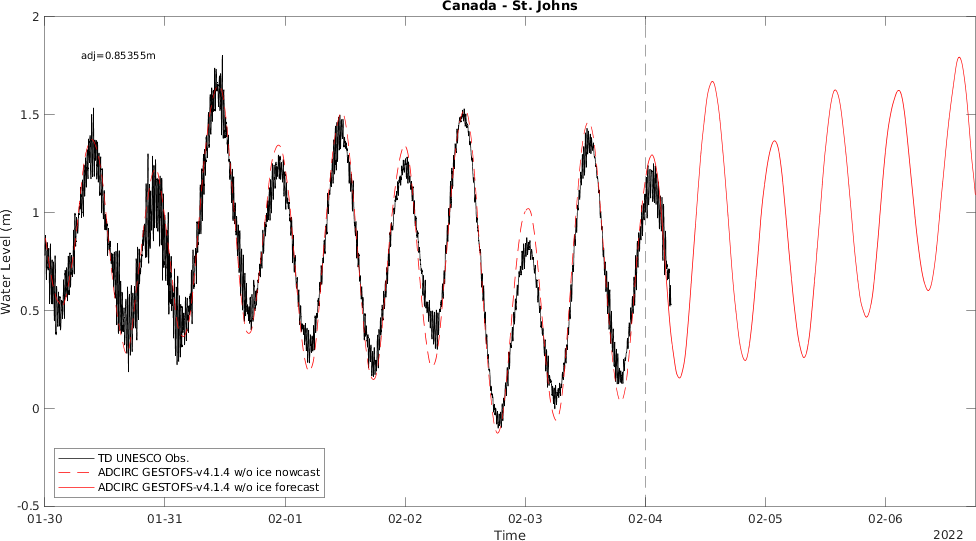 Canada - St. Johns
adj=0.85355m
Water Level (m)
2
1.5
1
0.5
0
-0.5
TD UNESCO Obs.
ADCIRC GESTOFS-v4.1.4 w/o ice nowcast
ADCIRC GESTOFS-v4.1.4 w/o ice forecast
01-30 01-31 02-01 02-02 02-03 02-04 02-05 02-06
Time
2022